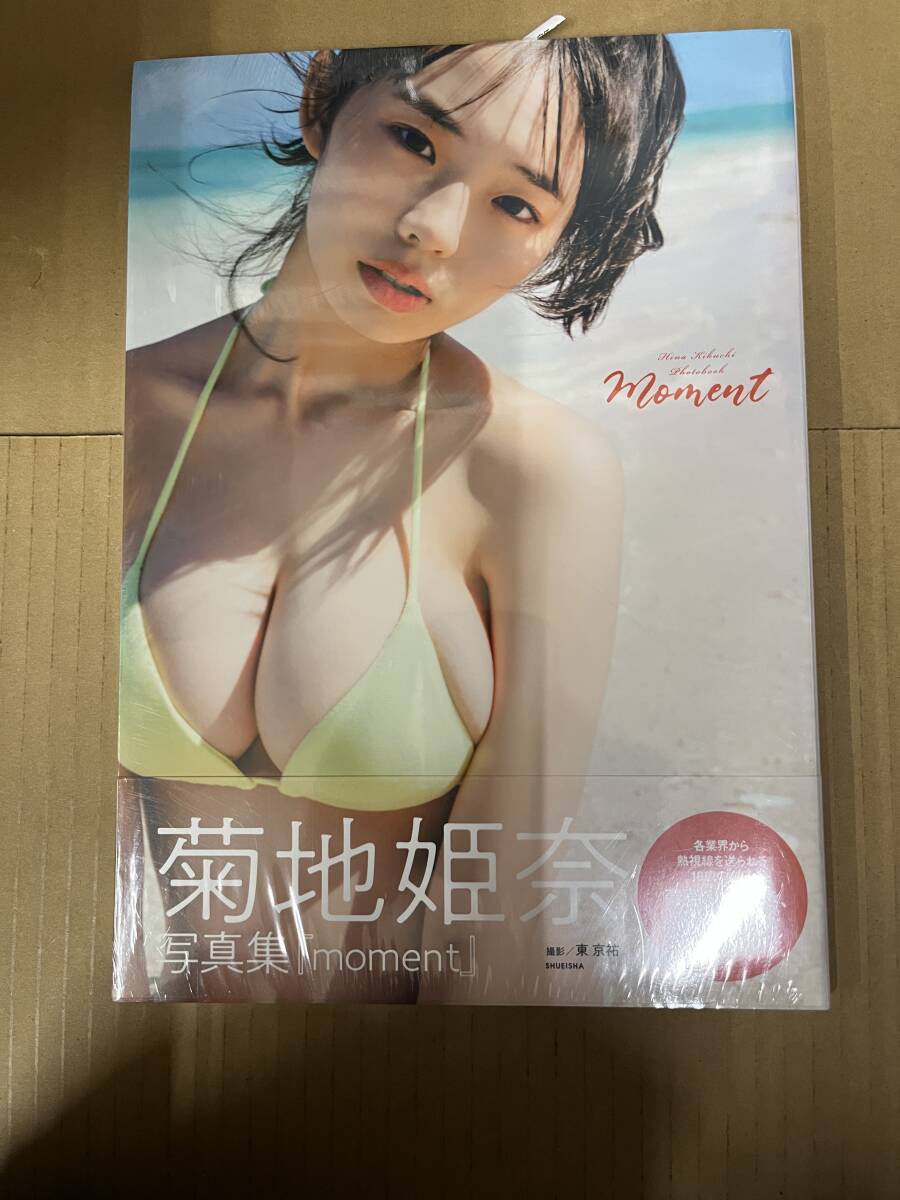 Hina Kikuchi
Photobook
moment
菊地姫奈
写真集『moment』
撮影／東 京祐
SHUEISHA
各業界から
熱視線を送られる